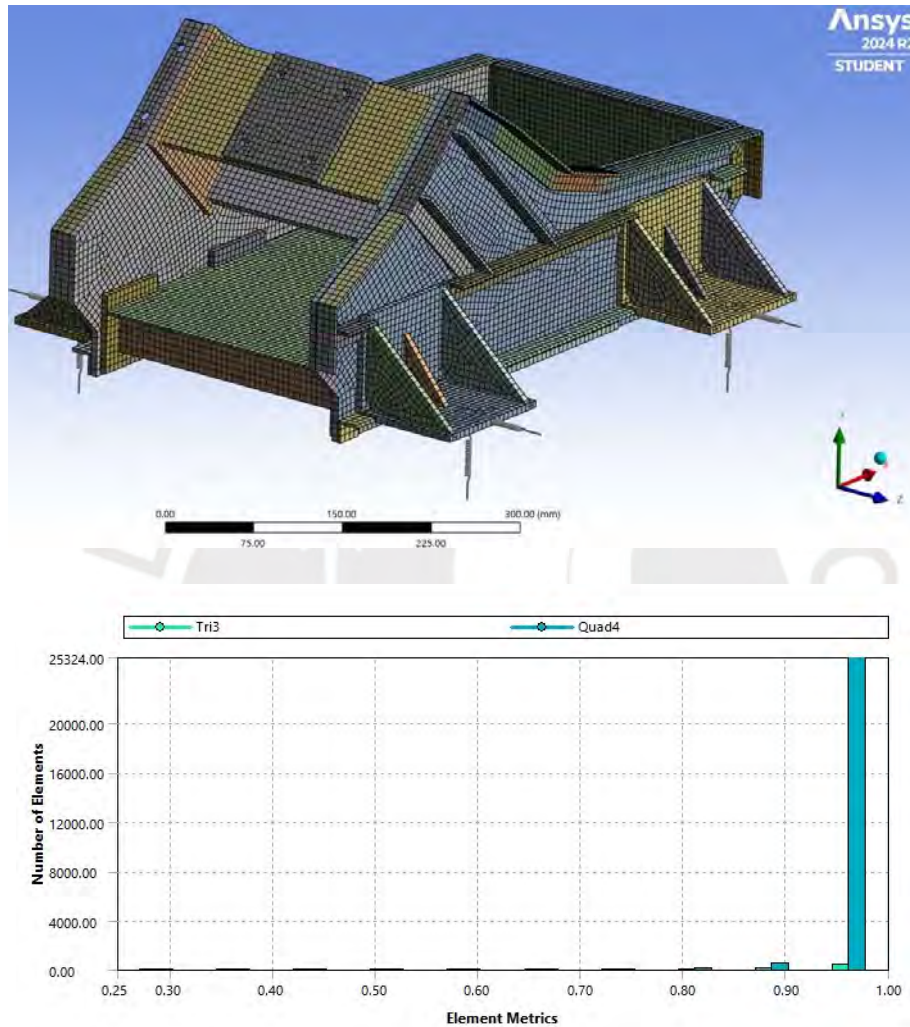 Ansys
2024 R2
STUDENT
0.00 150.00 300.00 (mm)
75.00 225.00
Z
Tri3 Quad4
25324.00
20000.00
16000.00
12000.00
8000.00
4000.00
0.00
Number of Elements
0.25 0.30 0.40 0.50 0.60 0.70 0.80 0.90 1.00
Element Metrics